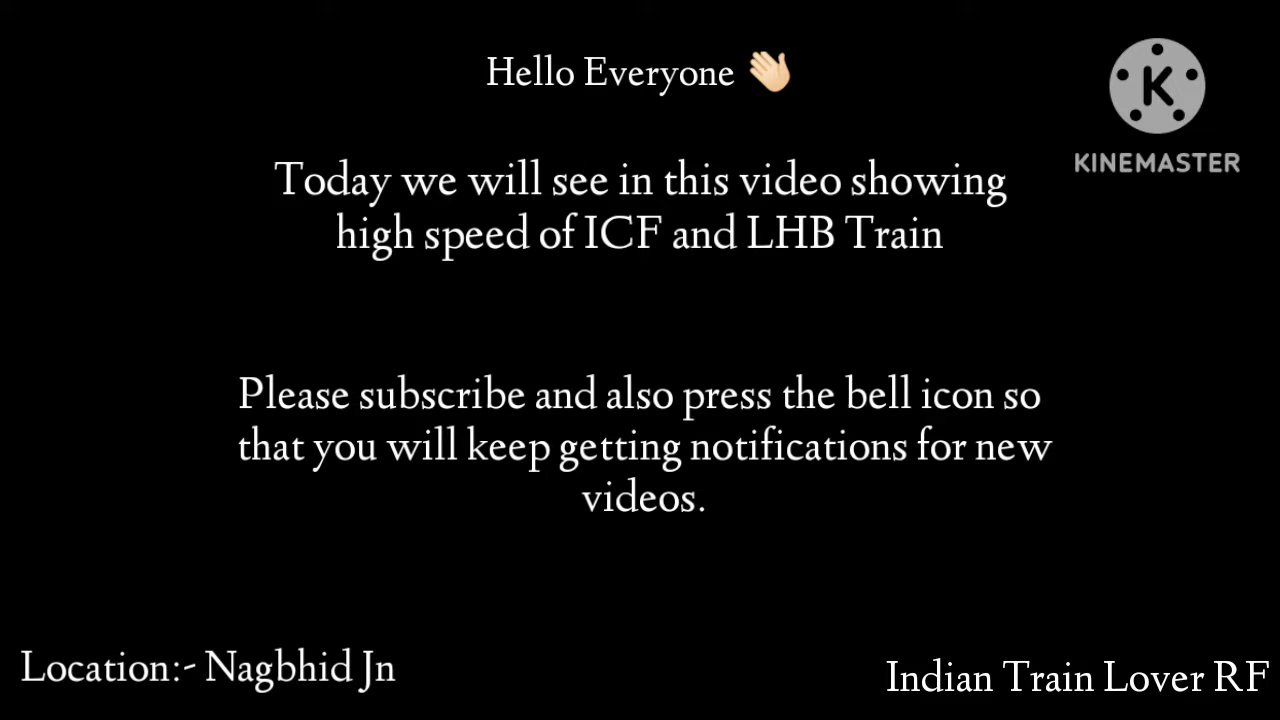 Hello Everyone 👋🏻
K
KINEMASTER
Today we will see in this video showing
high speed of ICF and LHB Train
Please subscribe and also press the bell icon so
that you will keep getting notifications for new
videos.
Location:- Nagbhid Jn
Indian Train Lover RF